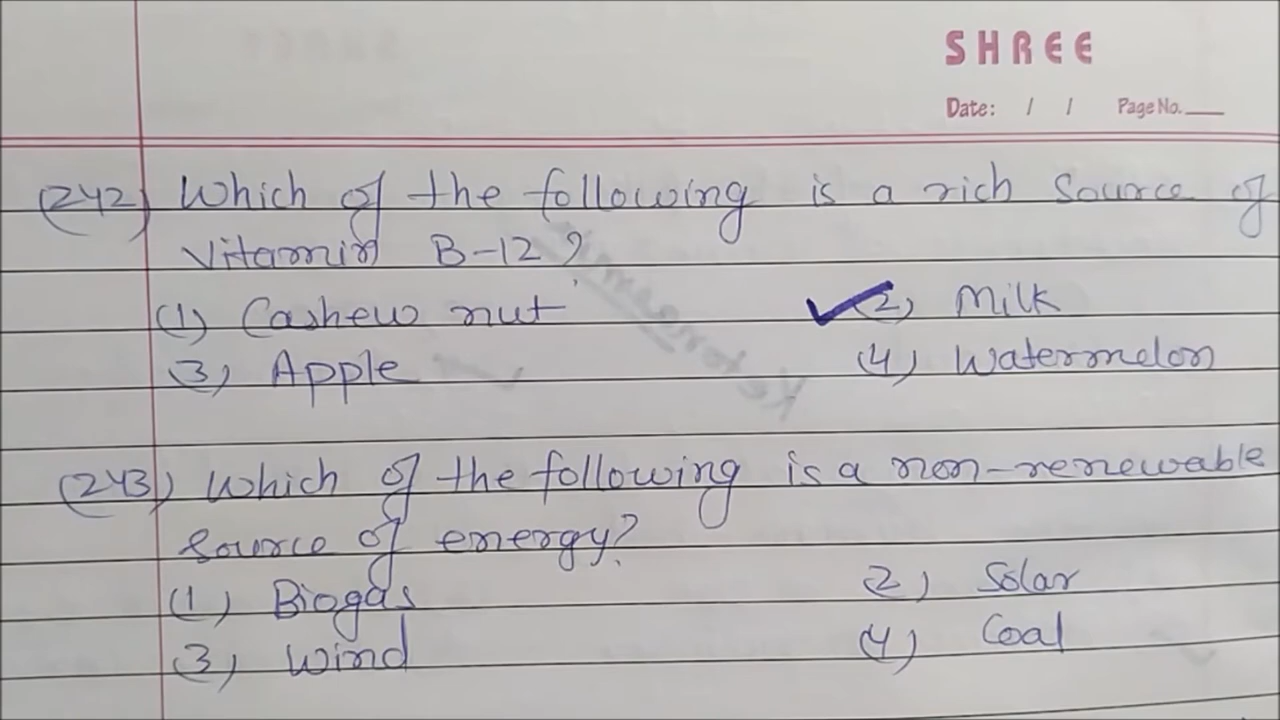 SHREE
Date: / / Page No.
(242) Which of the following is a rich source of
Vitamin B-12?
(1) Cashew nut (2) Milk
(3) Apple (4) Watermelon
(243) Which of the following is a non-renewable
source of energy?
(1) Biogas (2) Solar
(3) Wind (4) Coal